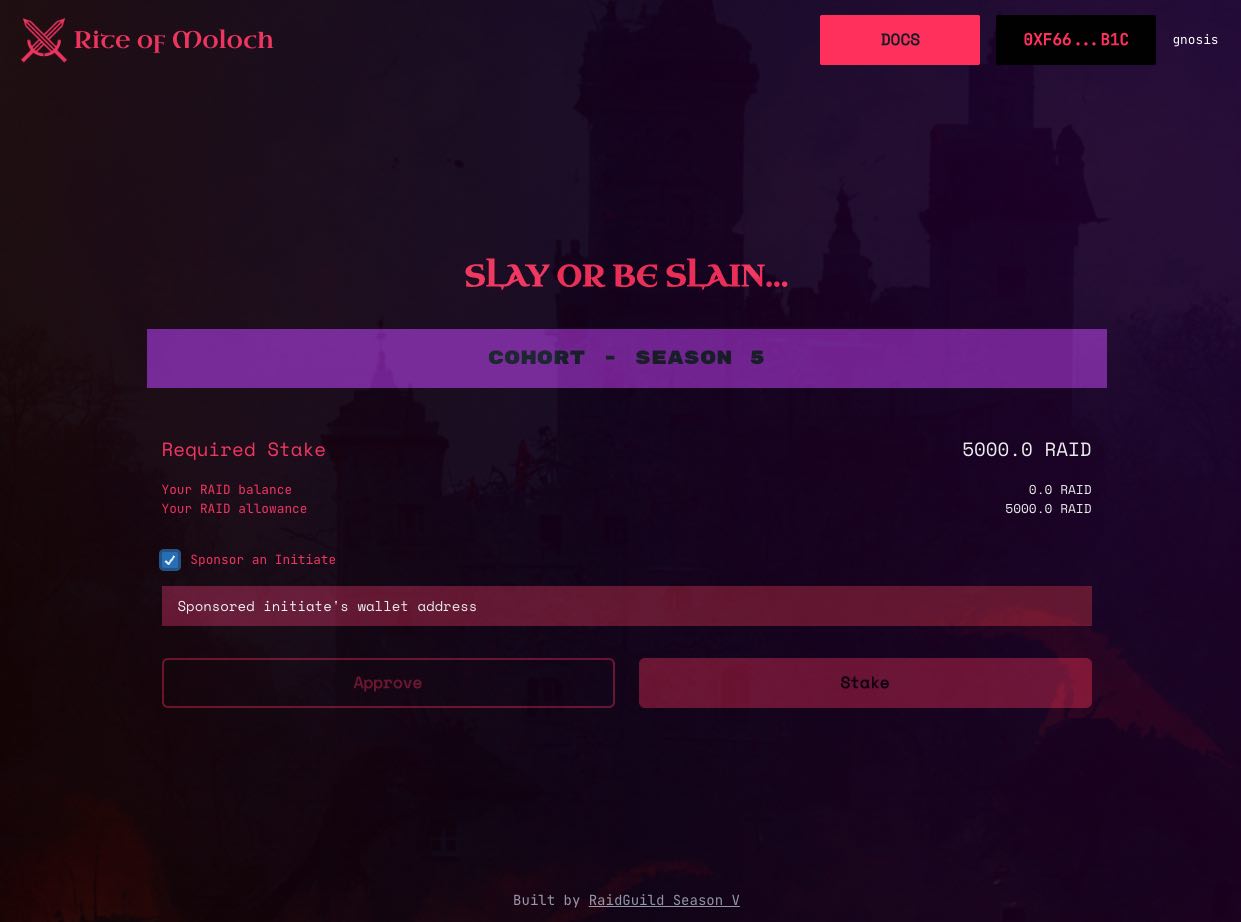 Rite of Moloch
DOCS
0XF66...B1C
gnosis
SLAY OR BE SLAIN...
COHORT - SEASON 5
Required Stake
5000.0 RAID
Your RAID balance
0.0 RAID
Your RAID allowance
5000.0 RAID
Sponsor an Initiate
Sponsored initiate's wallet address
Approve
Stake
Built by RaidGuild Season V